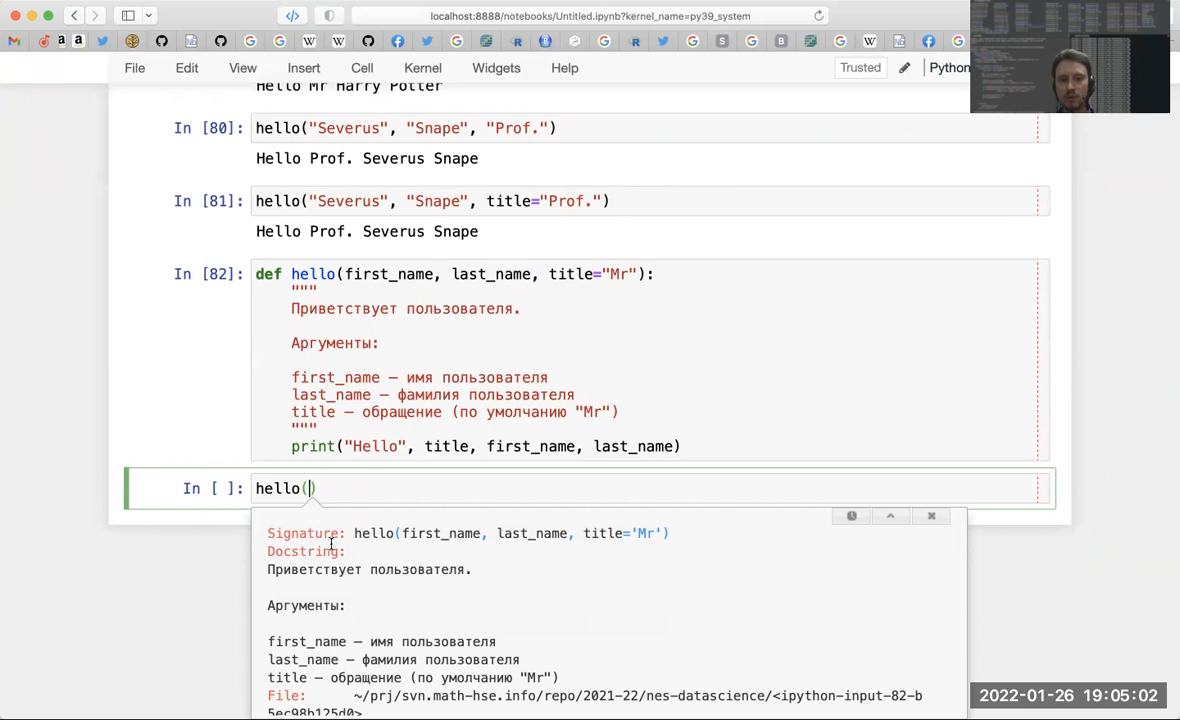 localhost:8888/notebooks/Untitled.ipynb?kernel_name=py39_system
File Edit View Insert Cell Kernel Widgets Help Trusted Python
Hello Mr Harry Potter
In [80]: hello("Severus", "Snape", "Prof.")
Hello Prof. Severus Snape
In [81]: hello("Severus", "Snape", title="Prof.")
Hello Prof. Severus Snape
In [82]: def hello(first_name, last_name, title="Mr"):
"""
Приветствует пользователя.
Аргументы:
first_name — имя пользователя
last_name — фамилия пользователя
title — обращение (по умолчанию "Mr")
"""
print("Hello", title, first_name, last_name)
In [ ]: hello()
Signature: hello(first_name, last_name, title='Mr')
Docstring:
Приветствует пользователя.
Аргументы:
first_name — имя пользователя
last_name — фамилия пользователя
title — обращение (по умолчанию "Mr")
File: ~/prj/svn.math-hse.info/repo/2021-22/nes-datascience/<ipython-input-82-b
5ec98b125d0>
2022-01-26 19:05:02